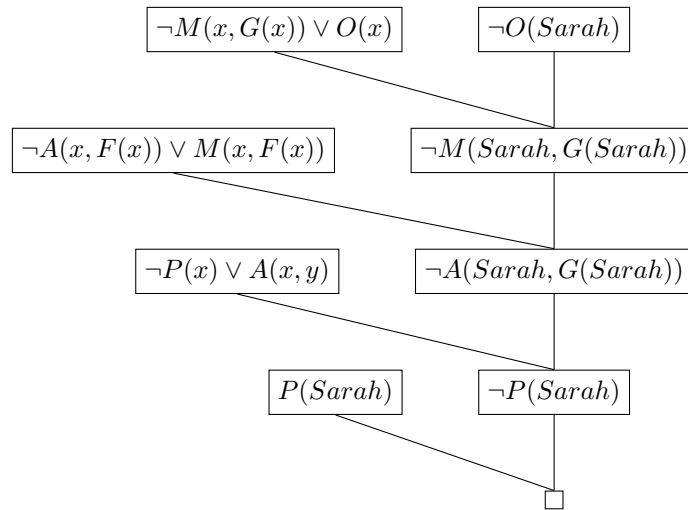 ¬M(x, G(x)) ∨ O(x) ¬O(Sarah)
¬A(x, F(x)) ∨ M(x, F(x)) ¬M(Sarah, G(Sarah))
¬P(x) ∨ A(x, y) ¬A(Sarah, G(Sarah))
P(Sarah) ¬P(Sarah)